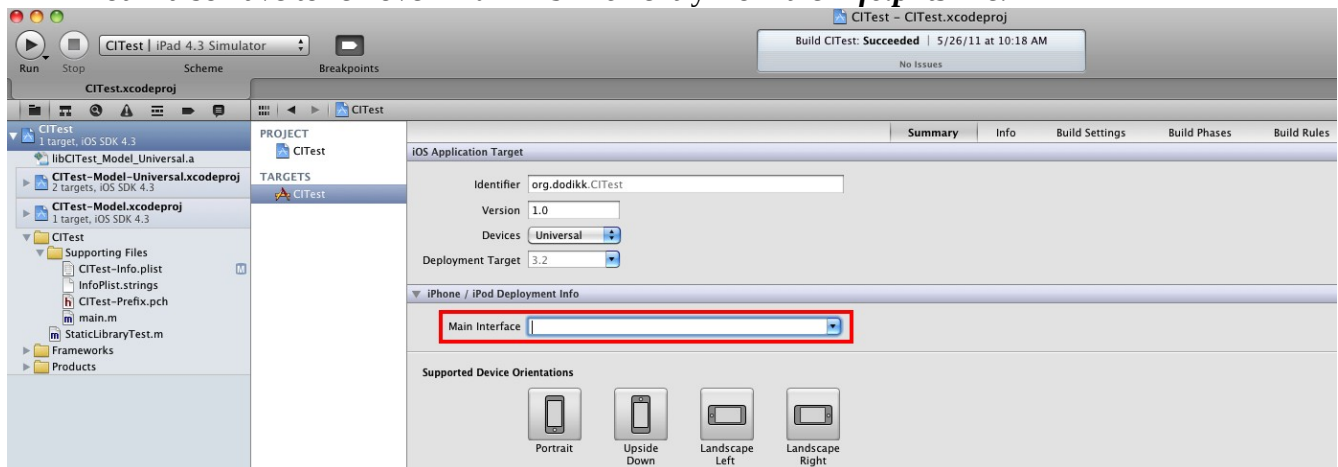 CITest – CITest.xcodeproj
CITest | iPad 4.3 Simulator
Build CITest: Succeeded | 5/26/11 at 10:18 AM
No Issues
Run Stop Scheme Breakpoints
CITest.xcodeproj
CITest
CITest
1 target, iOS SDK 4.3
libCITest_Model_Universal.a
CITest-Model-Universal.xcodeproj
2 targets, iOS SDK 4.3
CITest-Model.xcodeproj
1 target, iOS SDK 4.3
CITest
Supporting Files
CITest-Info.plist M
InfoPlist.strings
CITest-Prefix.pch
main.m
StaticLibraryTest.m
Frameworks
Products
PROJECT
CITest
TARGETS
CITest
Summary Info Build Settings Build Phases Build Rules
iOS Application Target
Identifier org.dodikk.CITest
Version 1.0
Devices Universal
Deployment Target 3.2
iPhone / iPod Deployment Info
Main Interface
Supported Device Orientations
Portrait
Upside Down
Landscape Left
Landscape Right